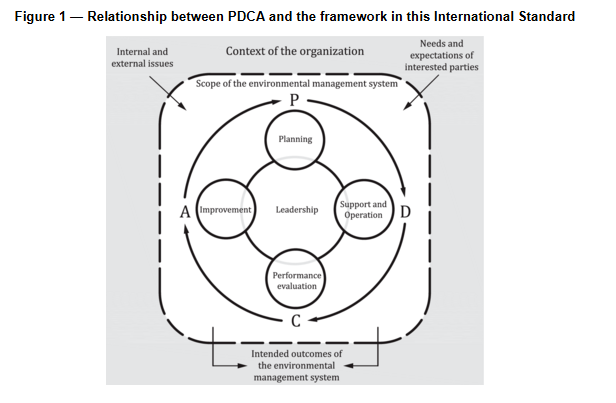 Figure 1 — Relationship between PDCA and the framework in this International Standard
Internal and
external issues
Context of the organization
Needs and
expectations of
interested parties
Scope of the environmental management system
P
Planning
A
Improvement
Leadership
Support and
Operation
D
Performance
evaluation
C
Intended outcomes of
the environmental
management system